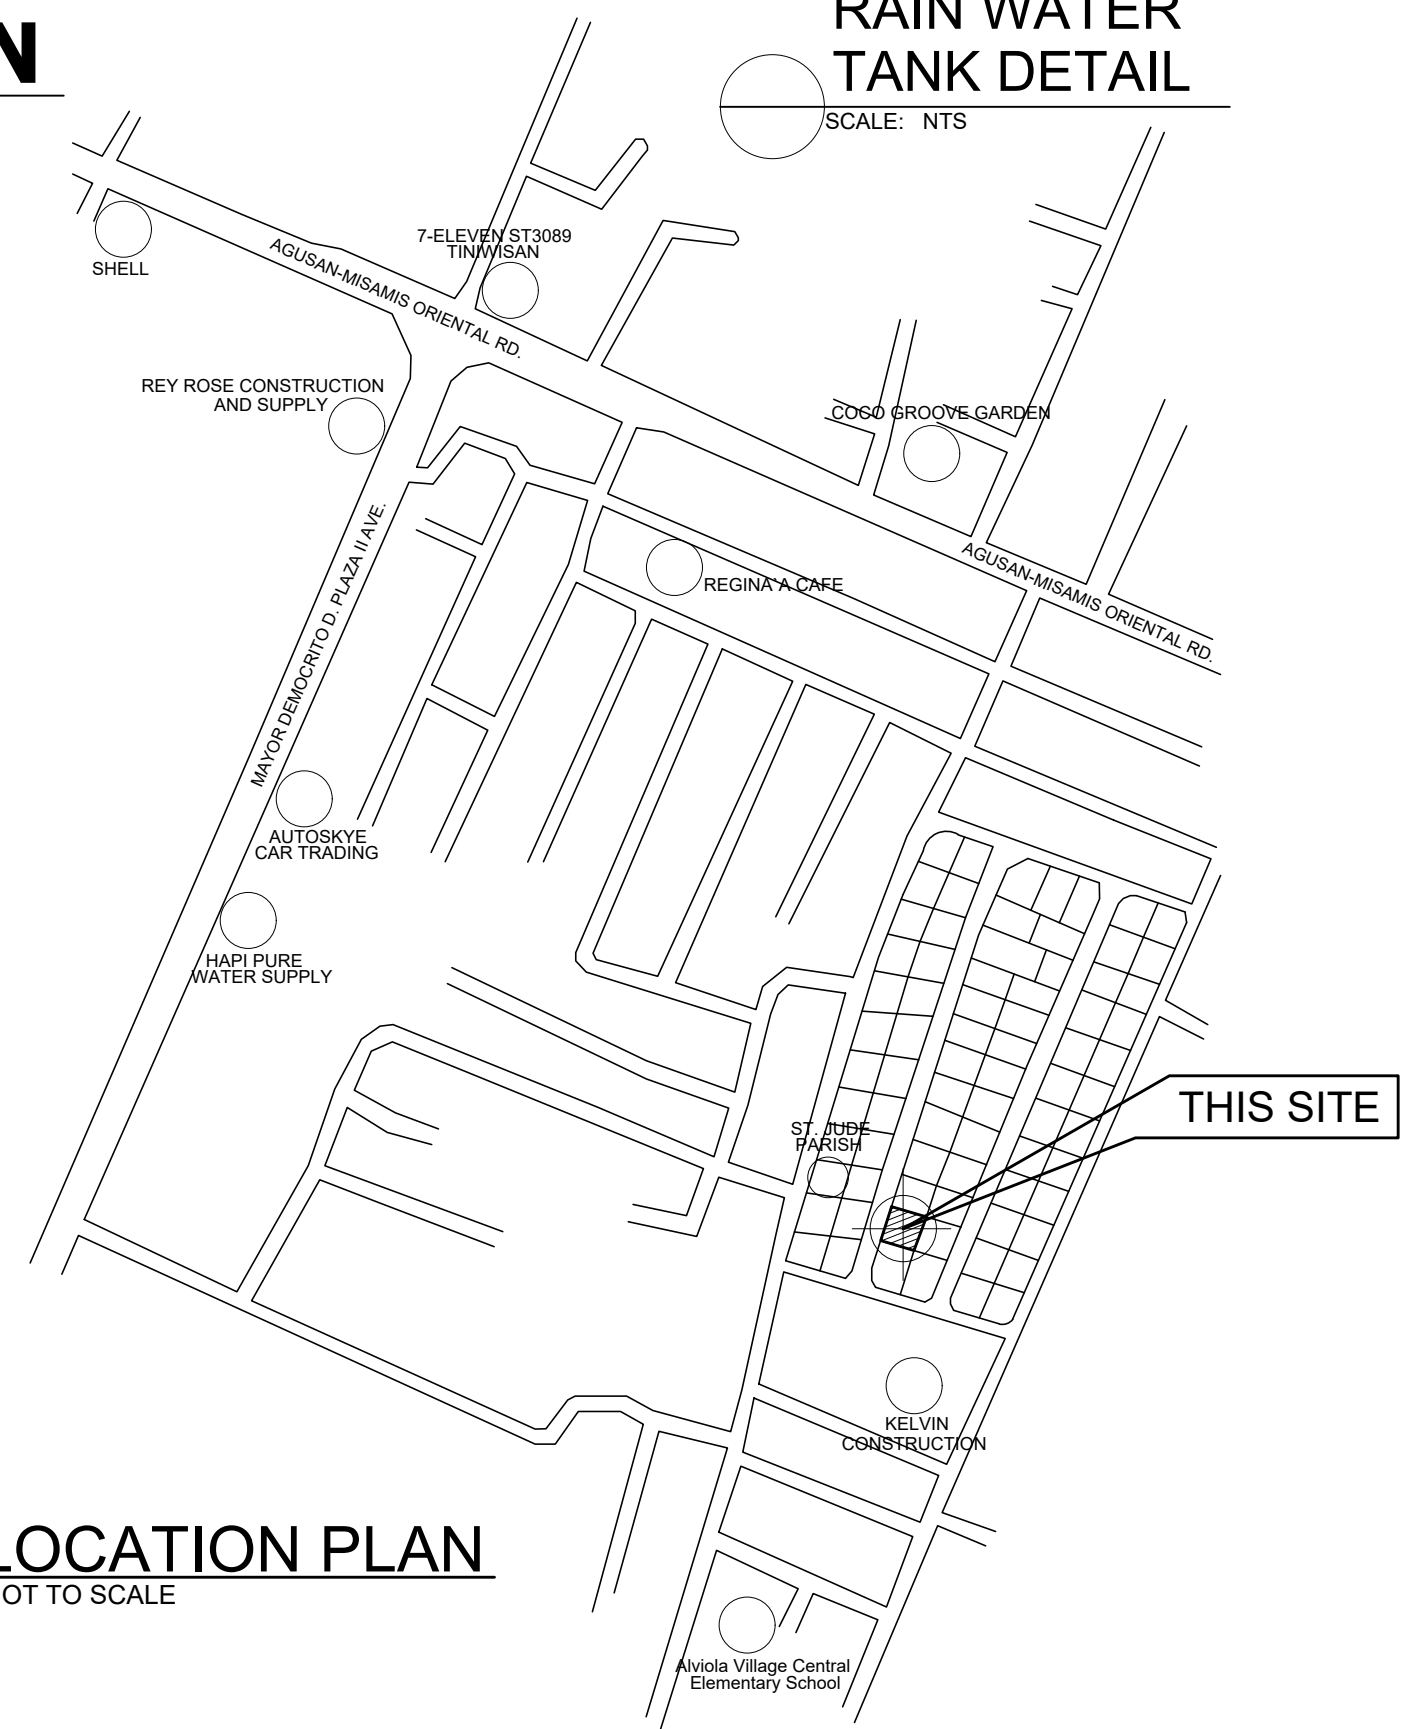 N
RAIN WATER
TANK DETAIL
SCALE: NTS
SHELL
7-ELEVEN ST3089
TINIWISAN
AGUSAN-MISAMIS ORIENTAL RD.
REY ROSE CONSTRUCTION
AND SUPPLY
COCO GROOVE GARDEN
MAYOR DEMOCRITO D. PLAZA II AVE.
REGINA`A CAFE
AGUSAN-MISAMIS ORIENTAL RD.
AUTOSKYE
CAR TRADING
HAPI PURE
WATER SUPPLY
THIS SITE
ST. JUDE
PARISH
KELVIN
CONSTRUCTION
LOCATION PLAN
OT TO SCALE
Alviola Village Central
Elementary School